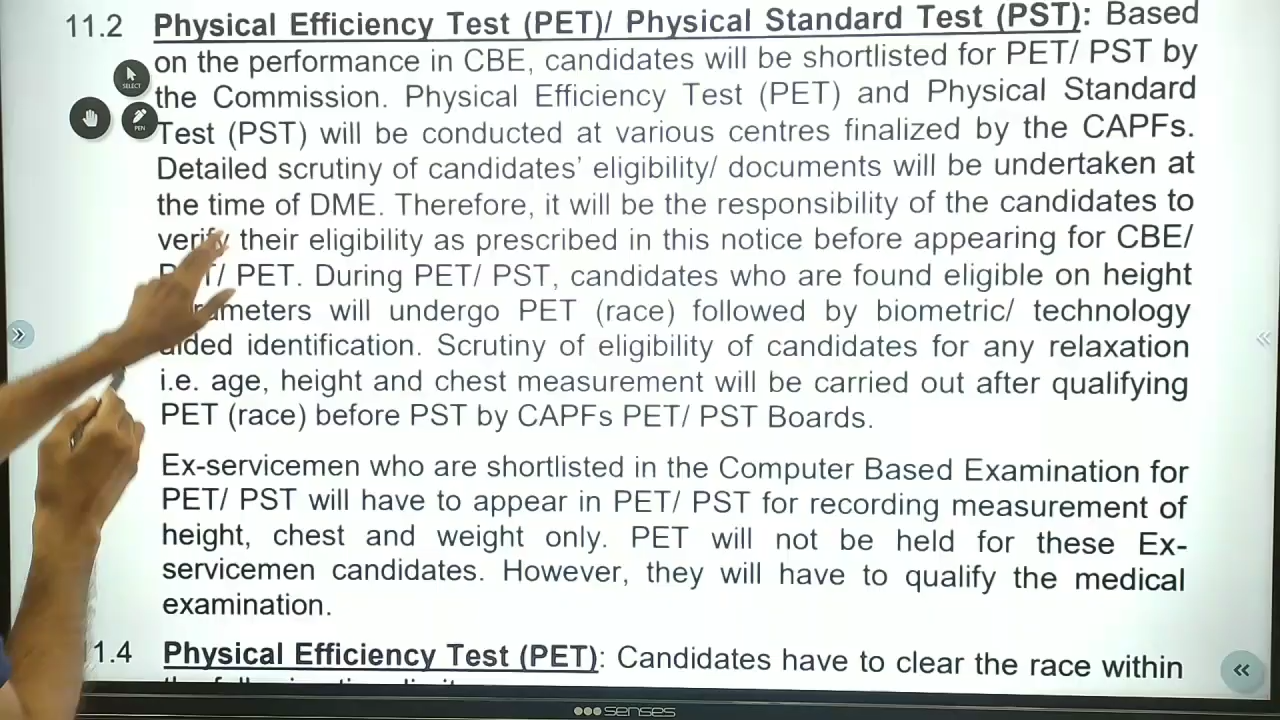 11.2 Physical Efficiency Test (PET)/ Physical Standard Test (PST): Based
on the performance in CBE, candidates will be shortlisted for PET/ PST by
SELECT
the Commission. Physical Efficiency Test (PET) and Physical Standard
PEN
Test (PST) will be conducted at various centres finalized by the CAPFs.
Detailed scrutiny of candidates' eligibility/ documents will be undertaken at
the time of DME. Therefore, it will be the responsibility of the candidates to
verify their eligibility as prescribed in this notice before appearing for CBE/
PET. During PET/ PST, candidates who are found eligible on height
will undergo PET (race) followed by biometric/ technology
identification. Scrutiny of eligibility of candidates for any relaxation
i.e. age, height and chest measurement will be carried out after qualifying
PET (race) before PST by CAPFs PET/ PST Boards.
Ex-servicemen who are shortlisted in the Computer Based Examination for
PET/ PST will have to appear in PET/ PST for recording measurement of
height, chest and weight only. PET will not be held for these Ex-
servicemen candidates. However, they will have to qualify the medical
examination.
Physical Efficiency Test (PET): Candidates have to clear the race within
senses